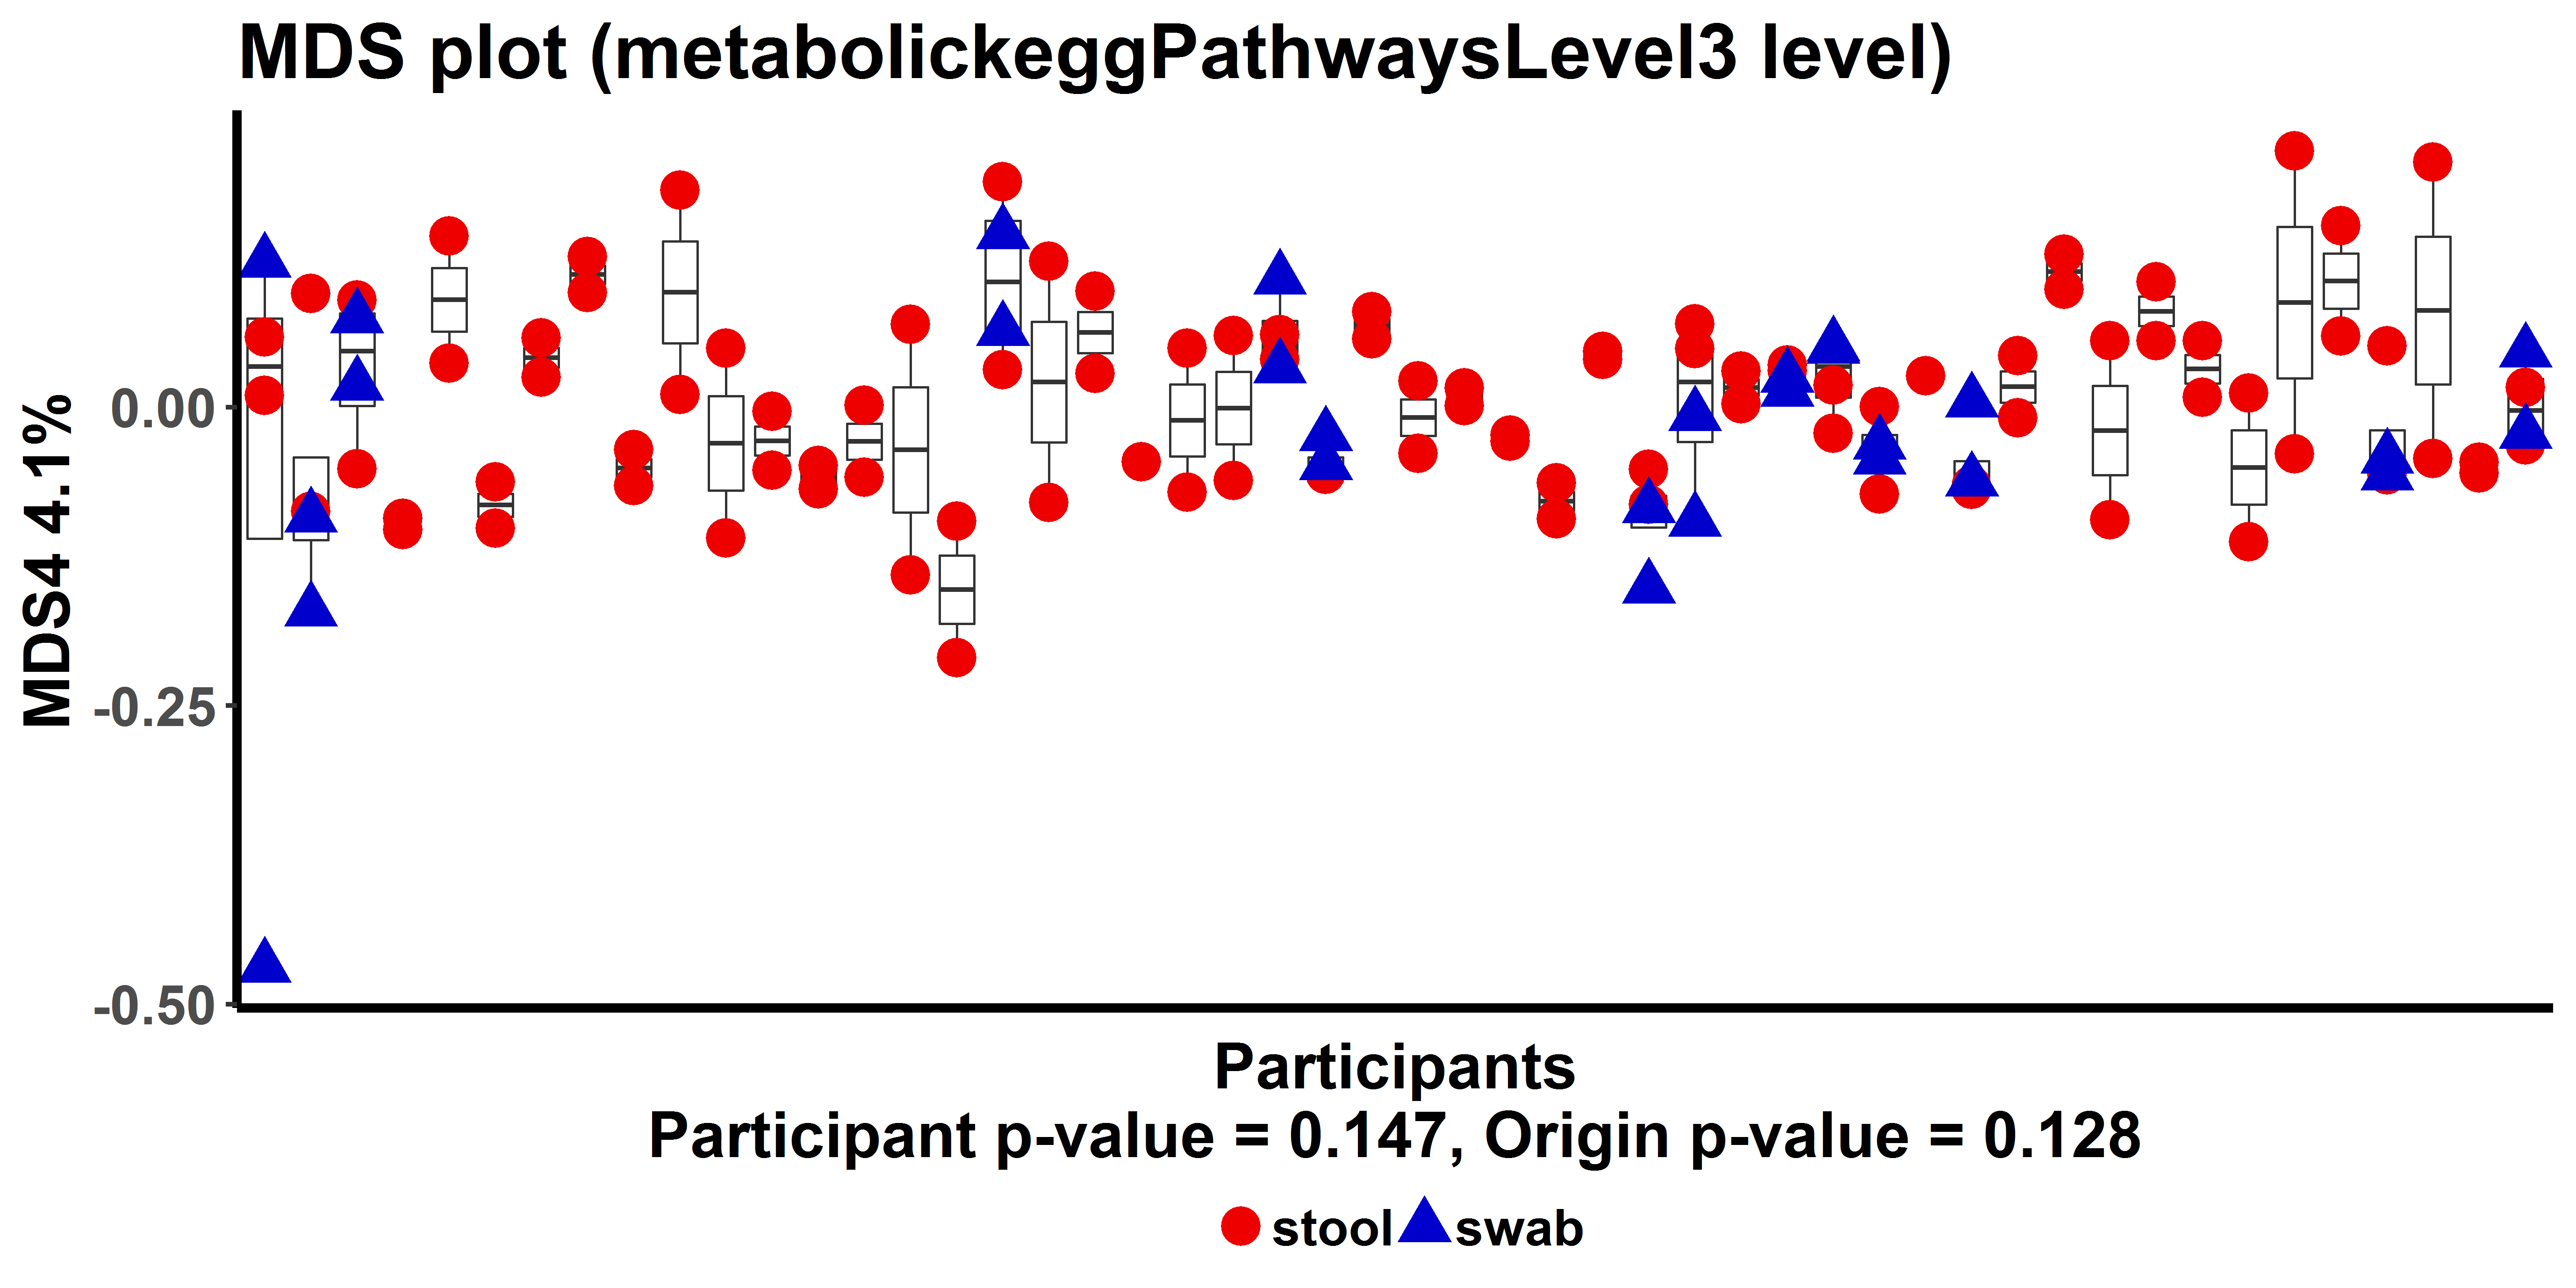 MDS plot (metabolickeggPathwaysLevel3 level)
MDS4 4.1%
0.00
-0.25
-0.50
Participants
Participant p-value = 0.147, Origin p-value = 0.128
stool swab